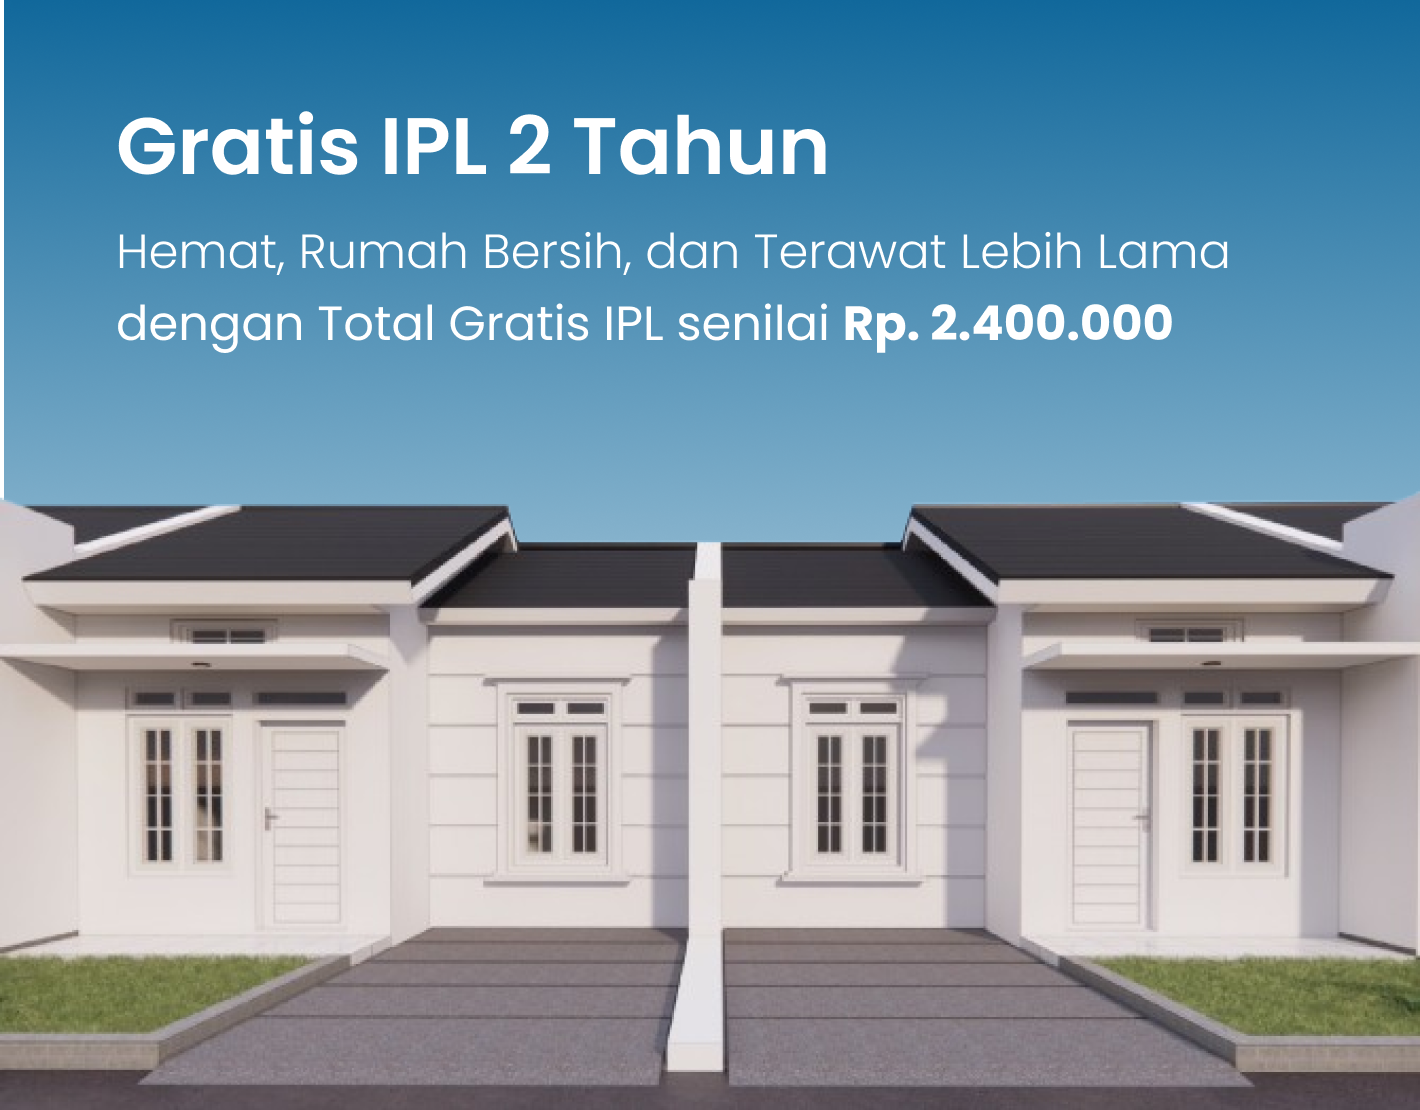 Gratis IPL 2 Tahun
Hemat, Rumah Bersih, dan Terawat Lebih Lama
dengan Total Gratis IPL senilai Rp. 2.400.000